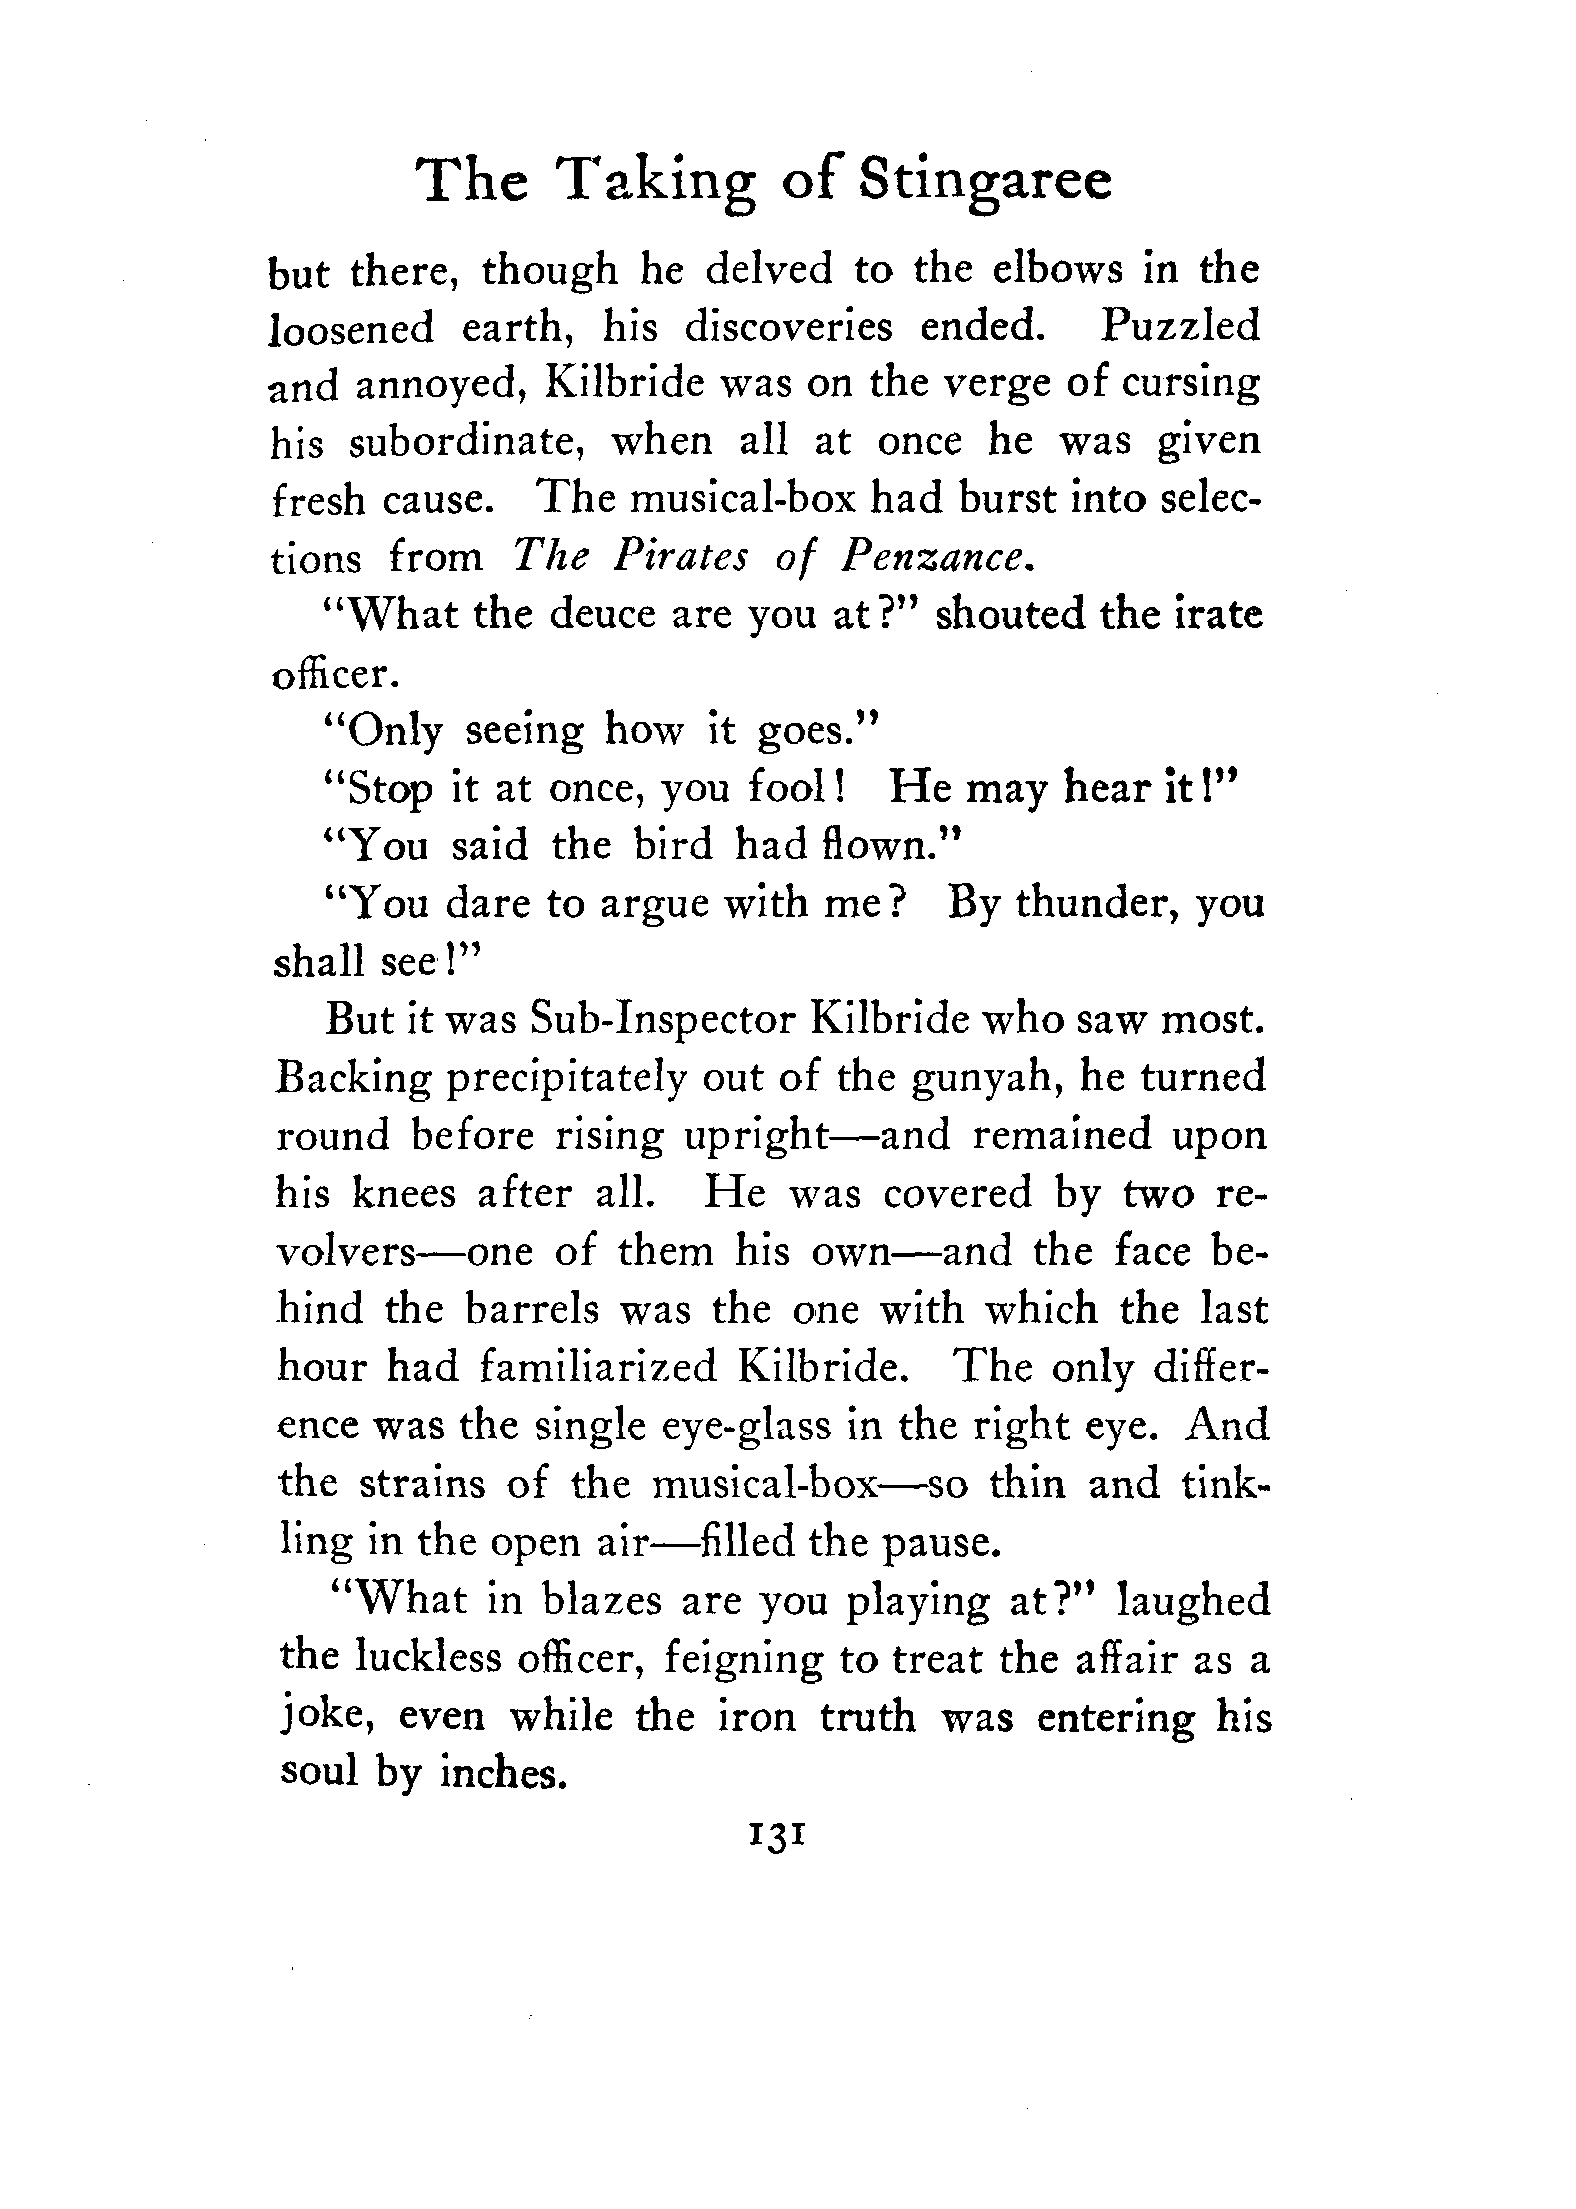 The Taking of Stingaree
but there, though he delved to the elbows in the
loosened earth, his discoveries ended. Puzzled
and annoyed, Kilbride was on the verge of cursing
his subordinate, when all at once he was given
fresh cause. The musical-box had burst into selec-
tions from The Pirates of Penzance.
"What the deuce are you at?" shouted the irate
officer.
"Only seeing how it goes."
"Stop it at once, you fool! He may hear it!"
"You said the bird had flown."
"You dare to argue with me? By thunder, you
shall see!"
But it was Sub-Inspector Kilbride who saw most.
Backing precipitately out of the gunyah, he turned
round before rising upright—and remained upon
his knees after all. He was covered by two re-
volvers—one of them his own—and the face be-
hind the barrels was the one with which the last
hour had familiarized Kilbride. The only differ-
ence was the single eye-glass in the right eye. And
the strains of the musical-box—so thin and tink-
ling in the open air—filled the pause.
"What in blazes are you playing at?" laughed
the luckless officer, feigning to treat the affair as a
joke, even while the iron truth was entering his
soul by inches.
131